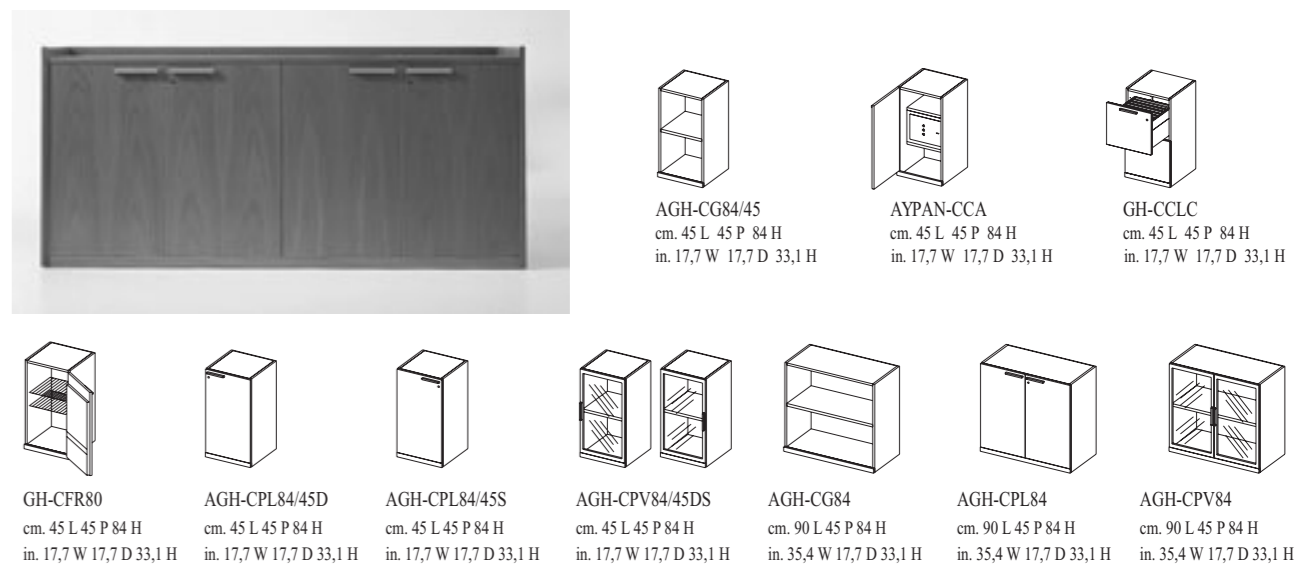 AGH-CG84/45
cm. 45 L 45 P 84 H
in. 17,7 W 17,7 D 33,1 H
AYPAN-CCA
cm. 45 L 45 P 84 H
in. 17,7 W 17,7 D 33,1 H
GH-CCLC
cm. 45 L 45 P 84 H
in. 17,7 W 17,7 D 33,1 H
GH-CFR80
cm. 45 L 45 P 84 H
in. 17,7 W 17,7 D 33,1 H
AGH-CPL84/45D
cm. 45 L 45 P 84 H
in. 17,7 W 17,7 D 33,1 H
AGH-CPL84/45S
cm. 45 L 45 P 84 H
in. 17,7 W 17,7 D 33,1 H
AGH-CPV84/45DS
cm. 45 L 45 P 84 H
in. 17,7 W 17,7 D 33,1 H
AGH-CG84
cm. 90 L 45 P 84 H
in. 35,4 W 17,7 D 33,1 H
AGH-CPL84
cm. 90 L 45 P 84 H
in. 35,4 W 17,7 D 33,1 H
AGH-CPV84
cm. 90 L 45 P 84 H
in. 35,4 W 17,7 D 33,1 H